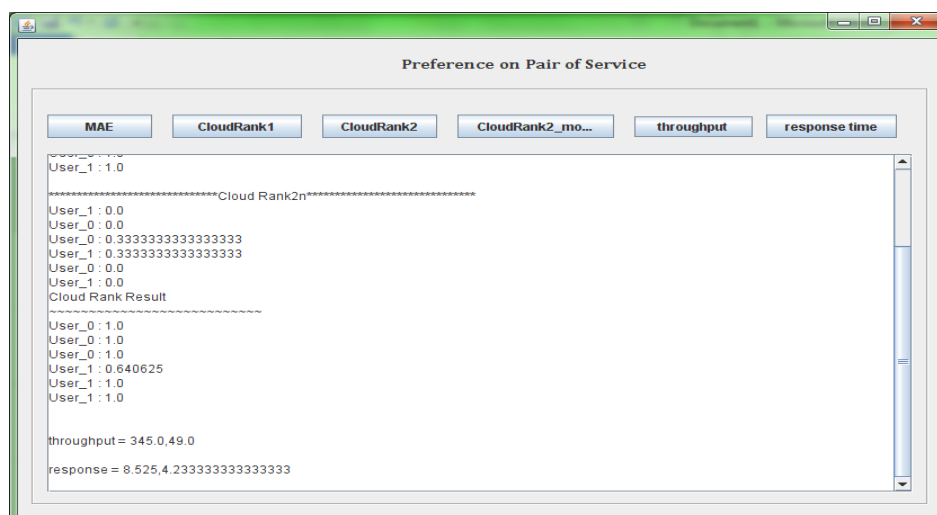 Preference on Pair of Service
MAE CloudRank1 CloudRank2 CloudRank2_mo... throughput response time
User_1 : 1.0
******************************Cloud Rank2n******************************
User_1 : 0.0
User_0 : 0.0
User_0 : 0.3333333333333333
User_1 : 0.3333333333333333
User_0 : 0.0
User_1 : 0.0
Cloud Rank Result
~~~~~~~~~~~~~~~~~~~~~~~~~~~
User_0 : 1.0
User_0 : 1.0
User_0 : 1.0
User_1 : 0.640625
User_1 : 1.0
User_1 : 1.0
throughput = 345.0,49.0
response = 8.525,4.233333333333333